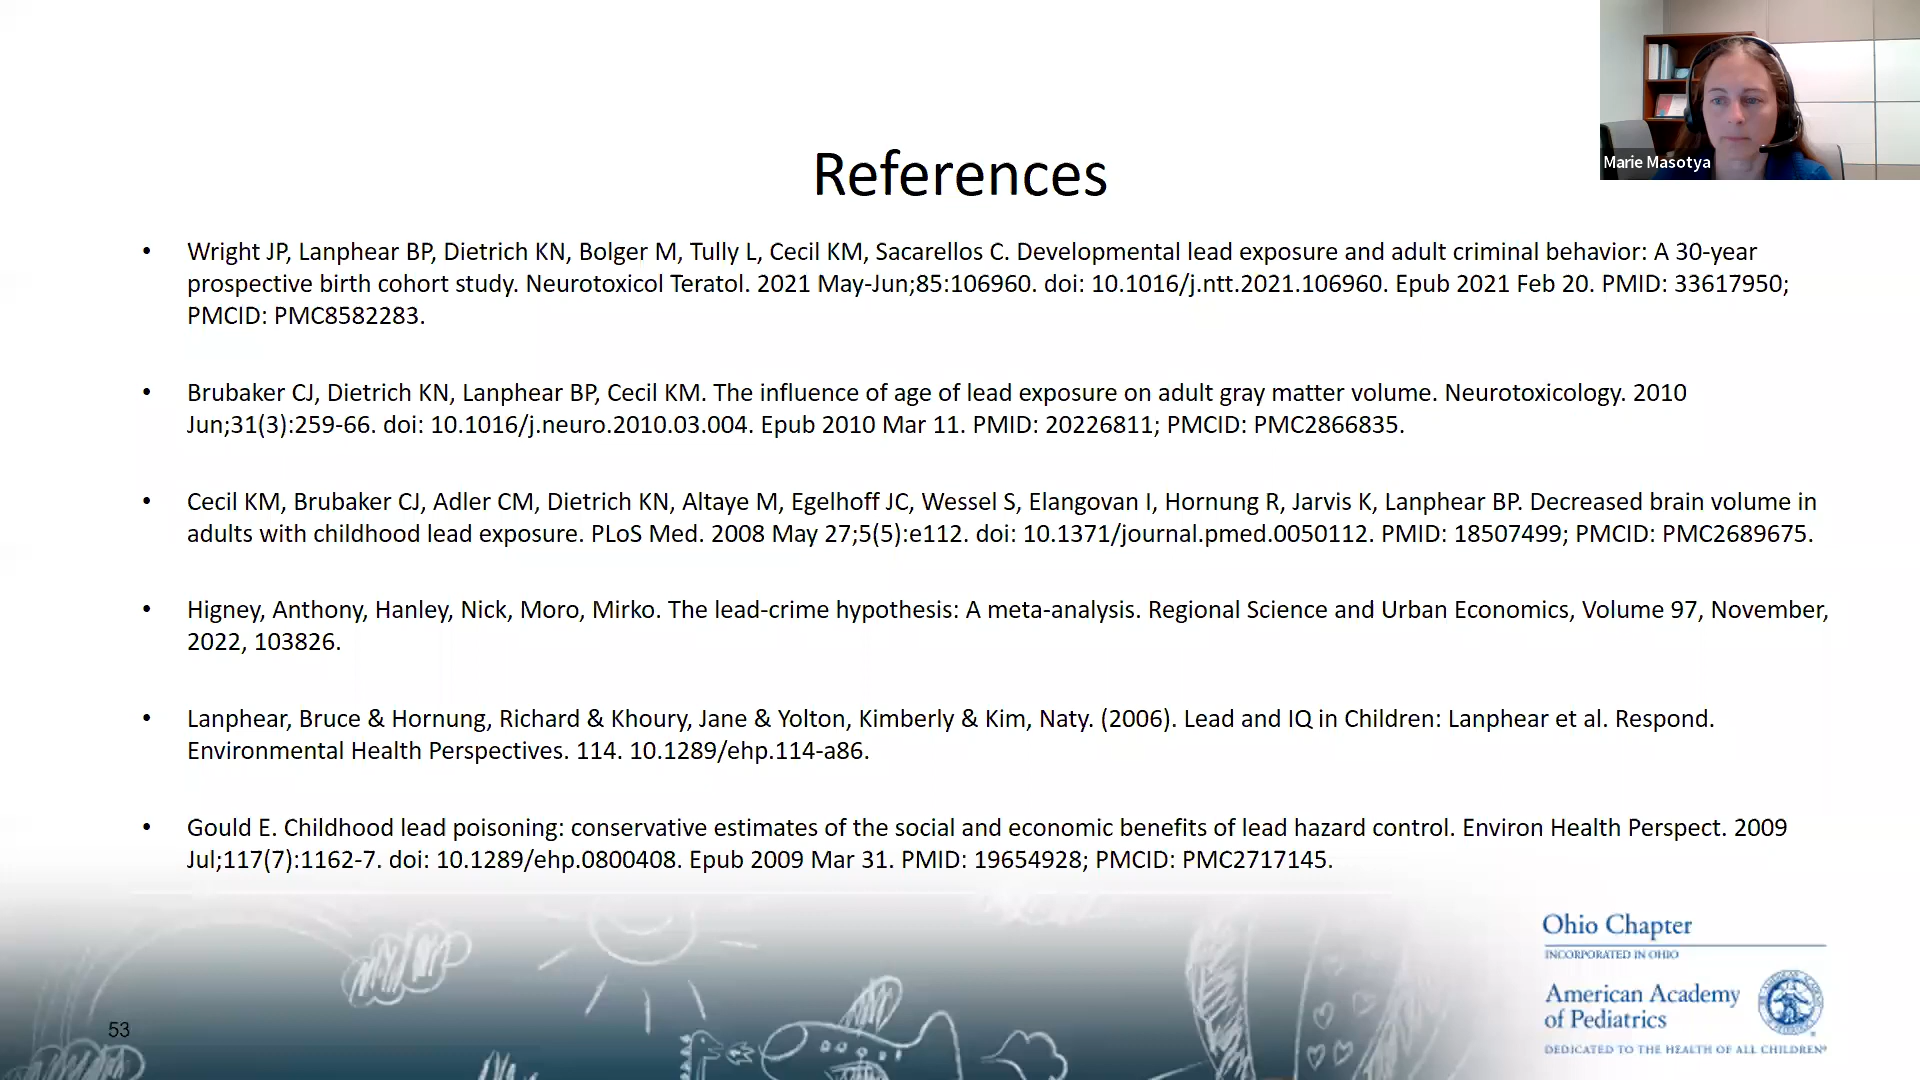 Marie Masotya
References
• Wright JP, Lanphear BP, Dietrich KN, Bolger M, Tully L, Cecil KM, Sacarellos C. Developmental lead exposure and adult criminal behavior: A 30-year
prospective birth cohort study. Neurotoxicol Teratol. 2021 May-Jun;85:106960. doi: 10.1016/j.ntt.2021.106960. Epub 2021 Feb 20. PMID: 33617950;
PMCID: PMC8582283.
• Brubaker CJ, Dietrich KN, Lanphear BP, Cecil KM. The influence of age of lead exposure on adult gray matter volume. Neurotoxicology. 2010
Jun;31(3):259-66. doi: 10.1016/j.neuro.2010.03.004. Epub 2010 Mar 11. PMID: 20226811; PMCID: PMC2866835.
• Cecil KM, Brubaker CJ, Adler CM, Dietrich KN, Altaye M, Egelhoff JC, Wessel S, Elangovan I, Hornung R, Jarvis K, Lanphear BP. Decreased brain volume in
adults with childhood lead exposure. PLoS Med. 2008 May 27;5(5):e112. doi: 10.1371/journal.pmed.0050112. PMID: 18507499; PMCID: PMC2689675.
• Higney, Anthony, Hanley, Nick, Moro, Mirko. The lead-crime hypothesis: A meta-analysis. Regional Science and Urban Economics, Volume 97, November,
2022, 103826.
• Lanphear, Bruce & Hornung, Richard & Khoury, Jane & Yolton, Kimberly & Kim, Naty. (2006). Lead and IQ in Children: Lanphear et al. Respond.
Environmental Health Perspectives. 114. 10.1289/ehp.114-a86.
• Gould E. Childhood lead poisoning: conservative estimates of the social and economic benefits of lead hazard control. Environ Health Perspect. 2009
Jul;117(7):1162-7. doi: 10.1289/ehp.0800408. Epub 2009 Mar 31. PMID: 19654928; PMCID: PMC2717145.
Ohio Chapter
INCORPORATED IN OHIO
American Academy
of Pediatrics
DEDICATED TO THE HEALTH OF ALL CHILDREN®
53